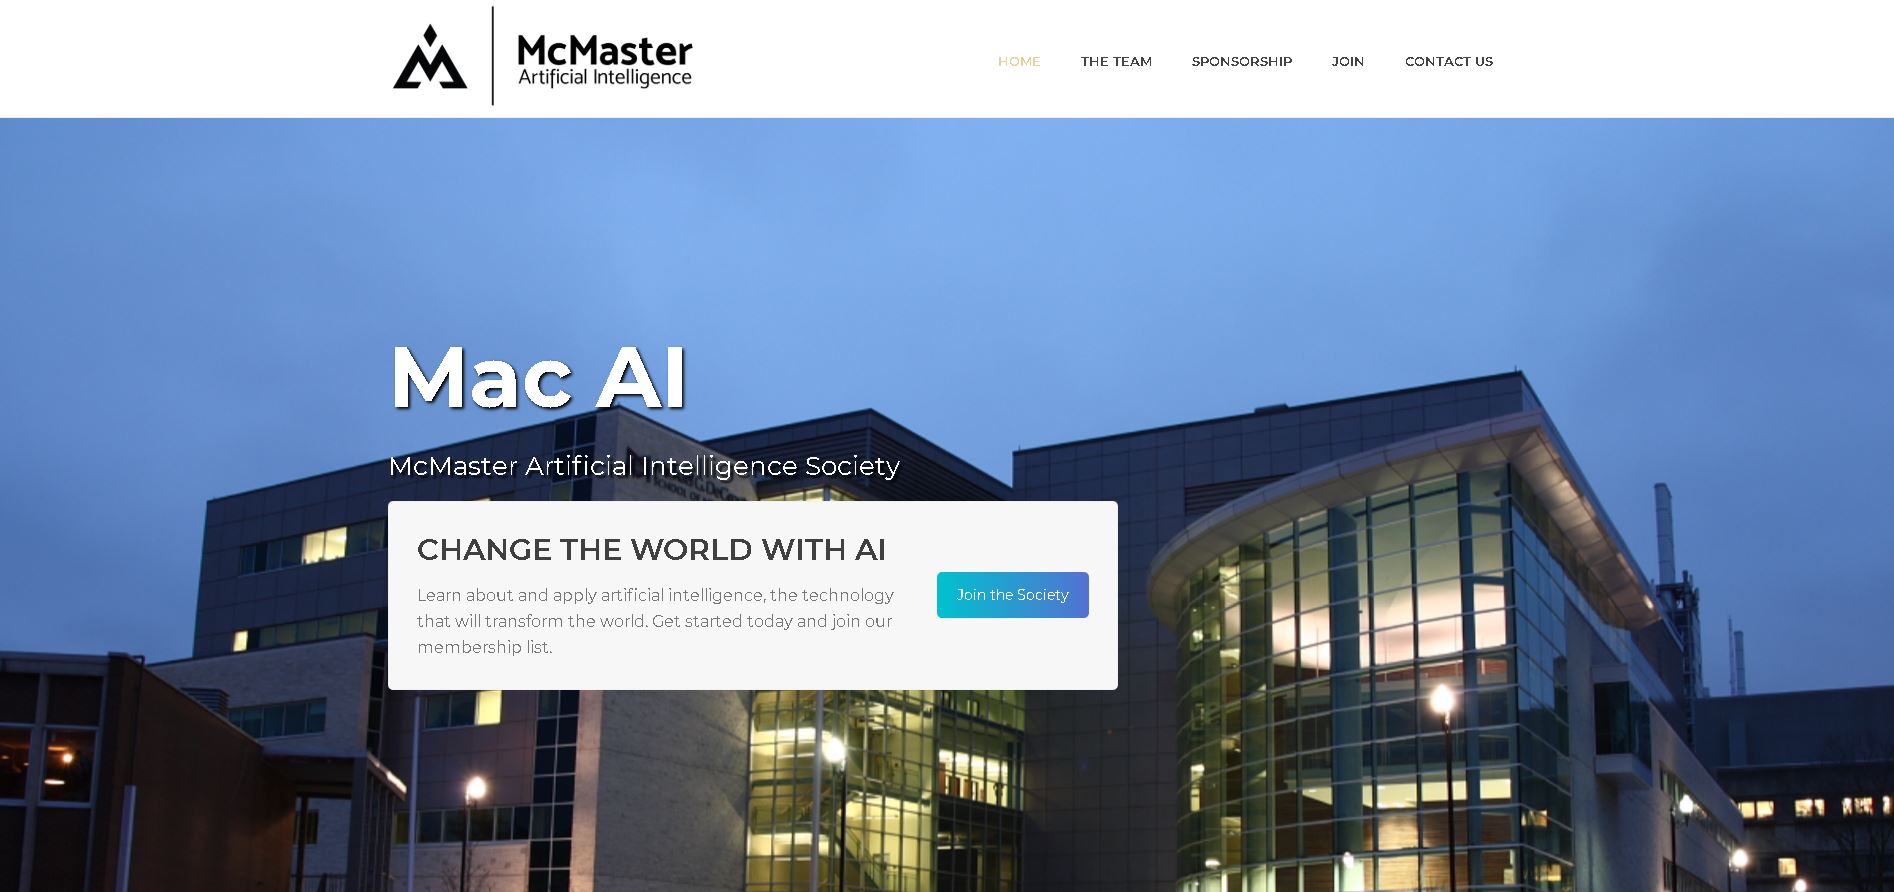 McMaster
Artificial Intelligence
HOME
THE TEAM
SPONSORSHIP
JOIN
CONTACT US
Mac AI
McMaster Artificial Intelligence Society
CHANGE THE WORLD WITH AI
Learn about and apply artificial intelligence, the technology
that will transform the world. Get started today and join our
membership list.
Join the Society